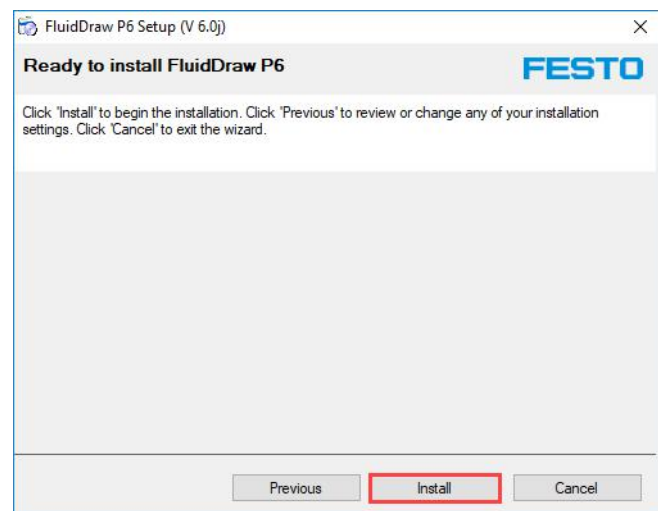 FluidDraw P6 Setup (V 6.0j)
Ready to install FluidDraw P6
FESTO
Click 'Install' to begin the installation. Click 'Previous' to review or change any of your installation
settings. Click 'Cancel' to exit the wizard.
Previous
Install
Cancel